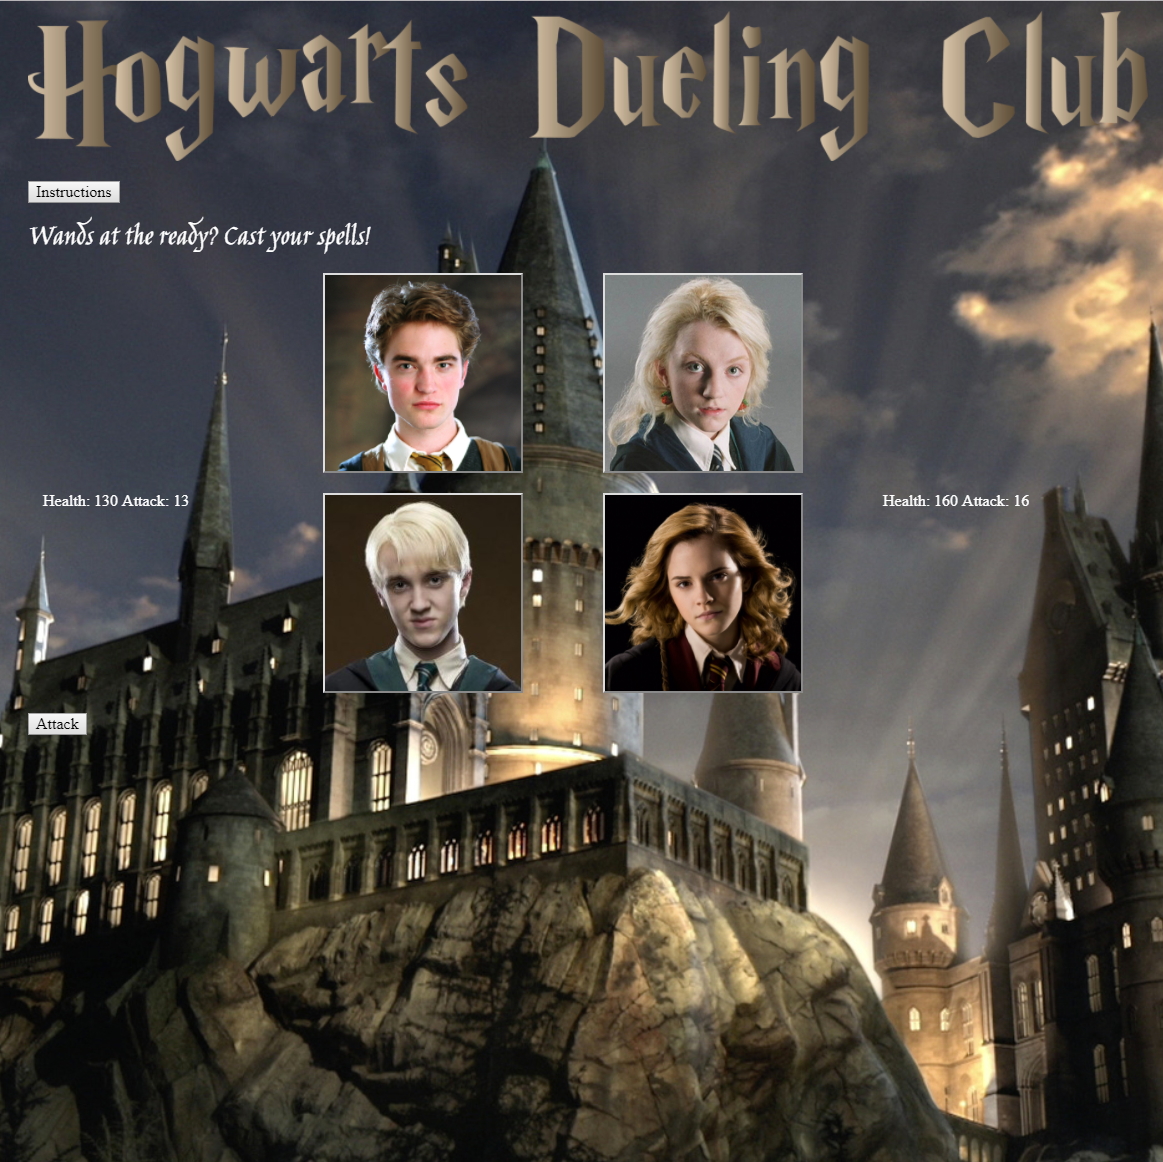 Hogwarts Dueling Club
Instructions
Wands at the ready? Cast your spells!
Health: 130 Attack: 13
Health: 160 Attack: 16
Attack